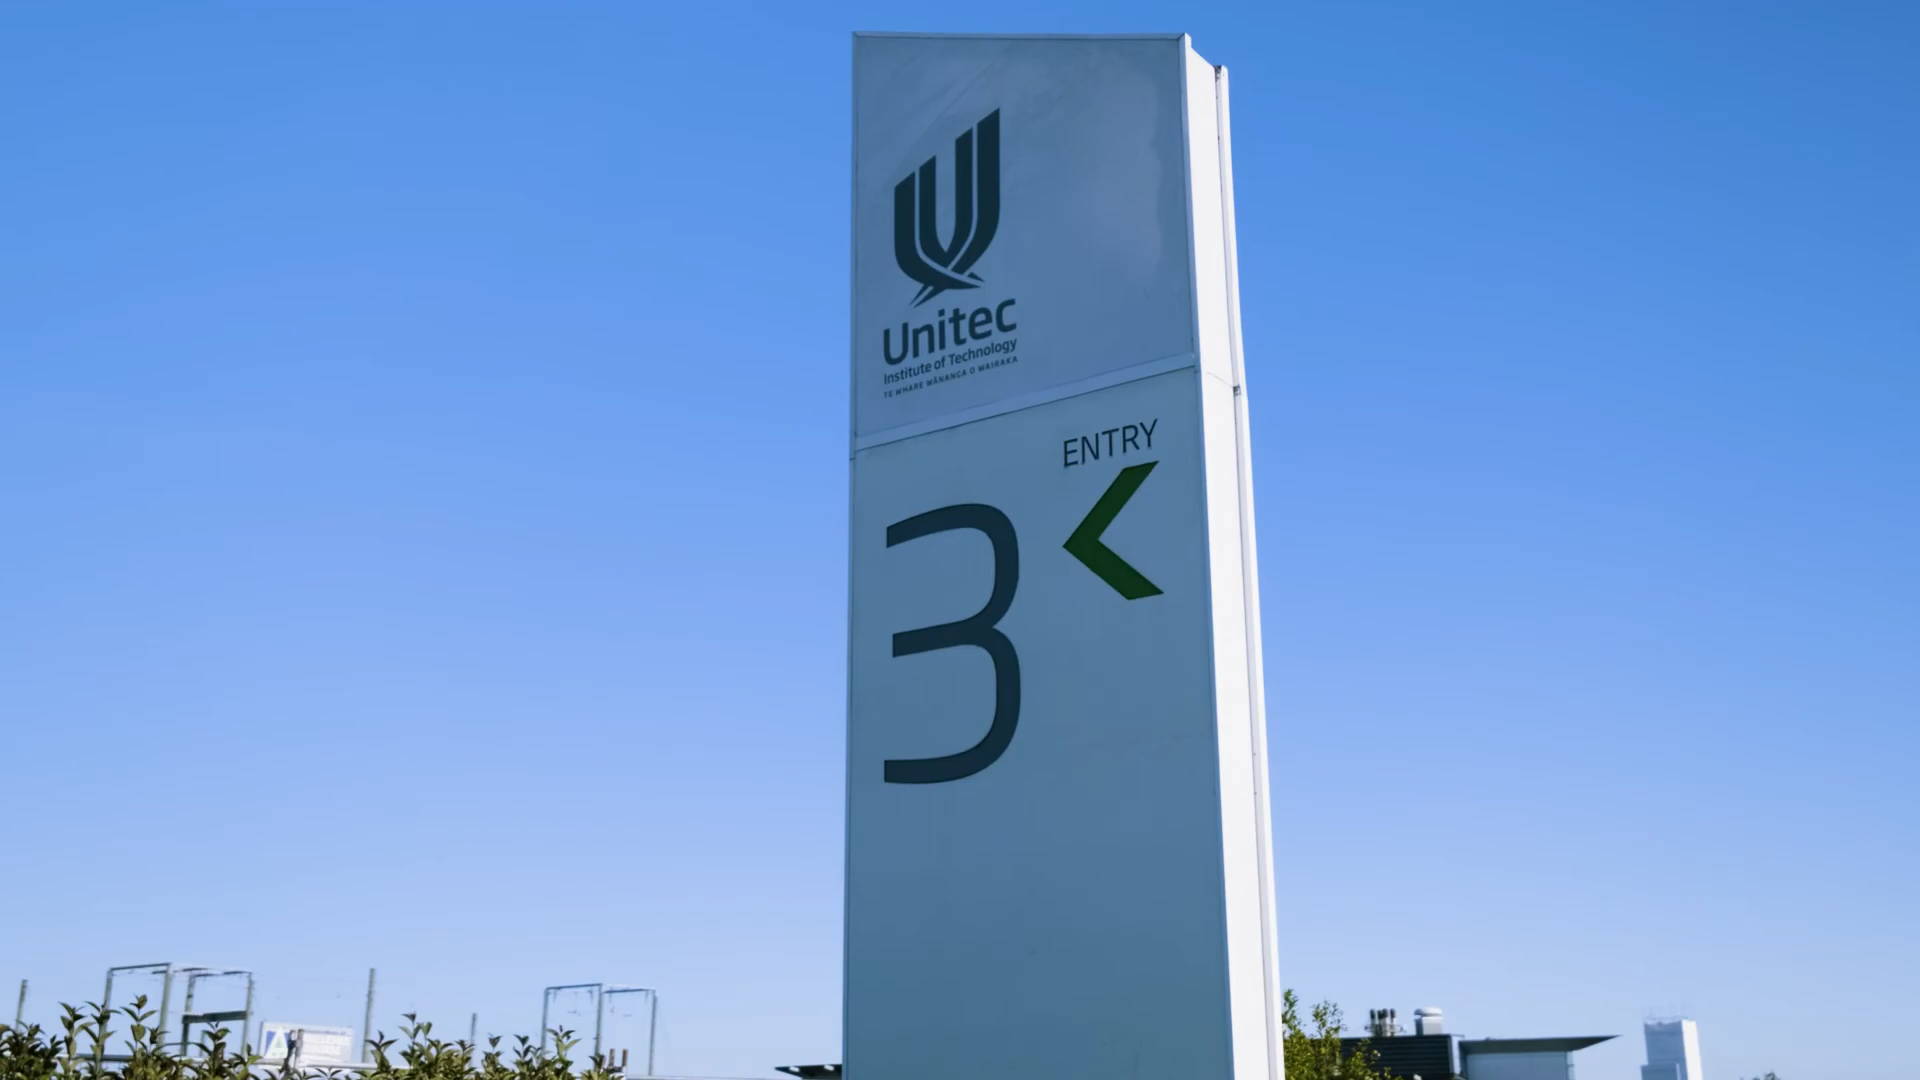 Unitec
Institute of Technology
TE WHARE WĀNANGA O WAIRAKA
ENTRY
3